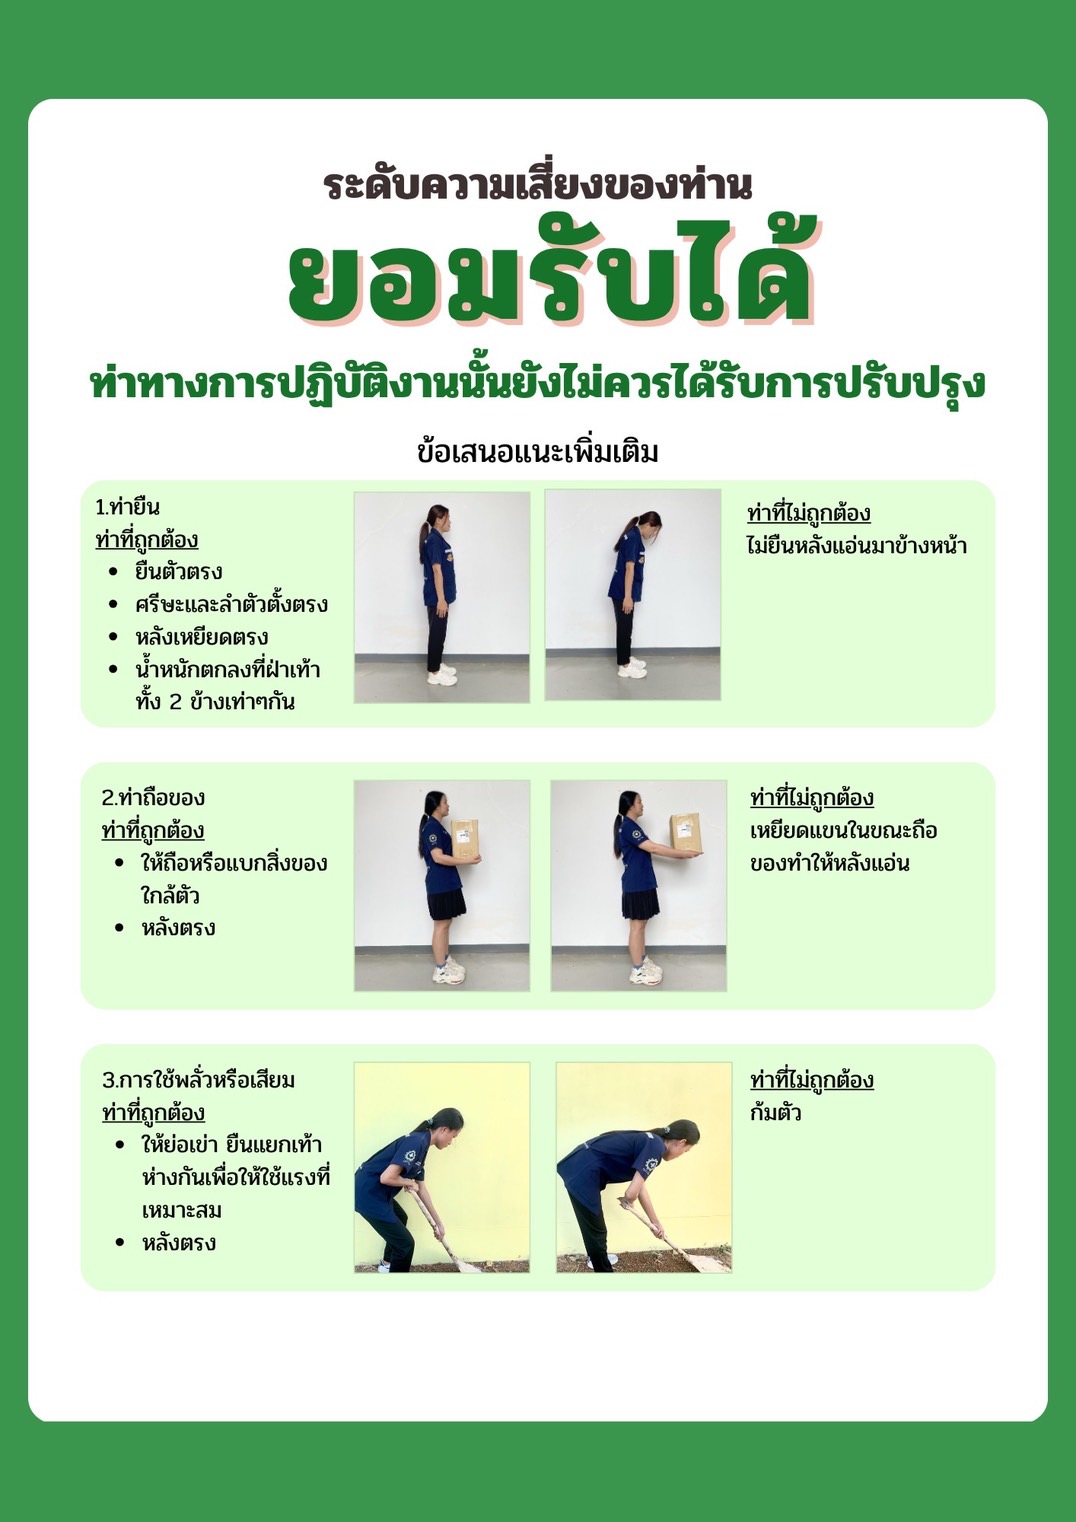 ระดับความเสี่ยงของท่าน
ยอมรับได้
ท่าทางการปฏิบัติงานนั้นยังไม่ควรได้รับการปรับปรุง
ข้อเสนอแนะเพิ่มเติม
1.ท่ายืน
ท่าที่ถูกต้อง
• ยืนตัวตรง
• ศรีษะและลำตัวตั้งตรง
• หลังเหยียดตรง
• น้ำหนักตกลงที่ฝ่าเท้า
ทั้ง 2 ข้างเท่าๆกัน
ท่าที่ไม่ถูกต้อง
ไม่ยืนหลังแอ่นมาข้างหน้า
2.ท่าถือของ
ท่าที่ถูกต้อง
• ให้ถือหรือแบกสิ่งของ
ใกล้ตัว
• หลังตรง
ท่าที่ไม่ถูกต้อง
เหยียดแขนในขณะถือ
ของทำให้หลังแอ่น
3.การใช้พลั่วหรือเสียม
ท่าที่ถูกต้อง
• ให้ย่อเข่า ยืนแยกเท้า
ห่างกันเพื่อให้ใช้แรงที่
เหมาะสม
• หลังตรง
ท่าที่ไม่ถูกต้อง
ก้มตัว